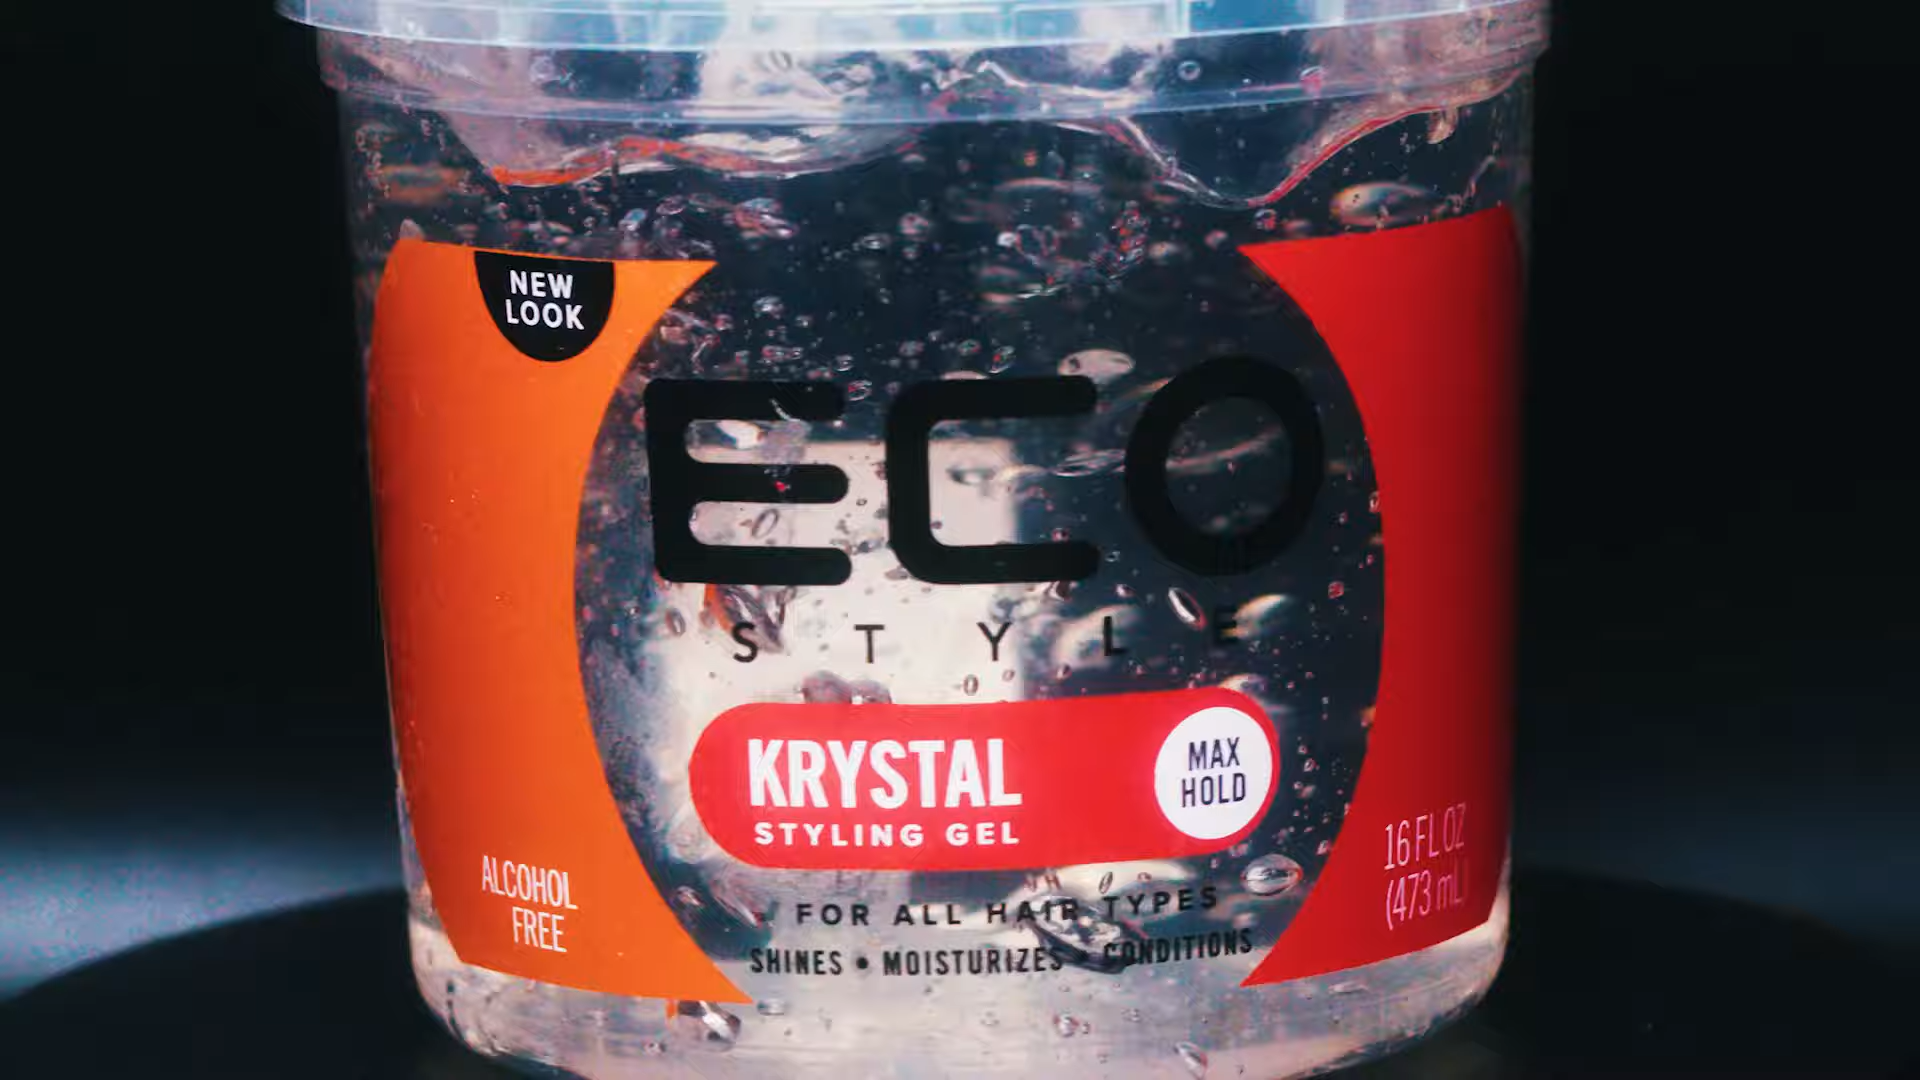 NEW
LOOK
ECO
STYLE
KRYSTAL
STYLING GEL
MAX
HOLD
ALCOHOL
FREE
16 FL OZ
(473 mL)
FOR ALL HAIR TYPES
SHINES • MOISTURIZES • CONDITIONS